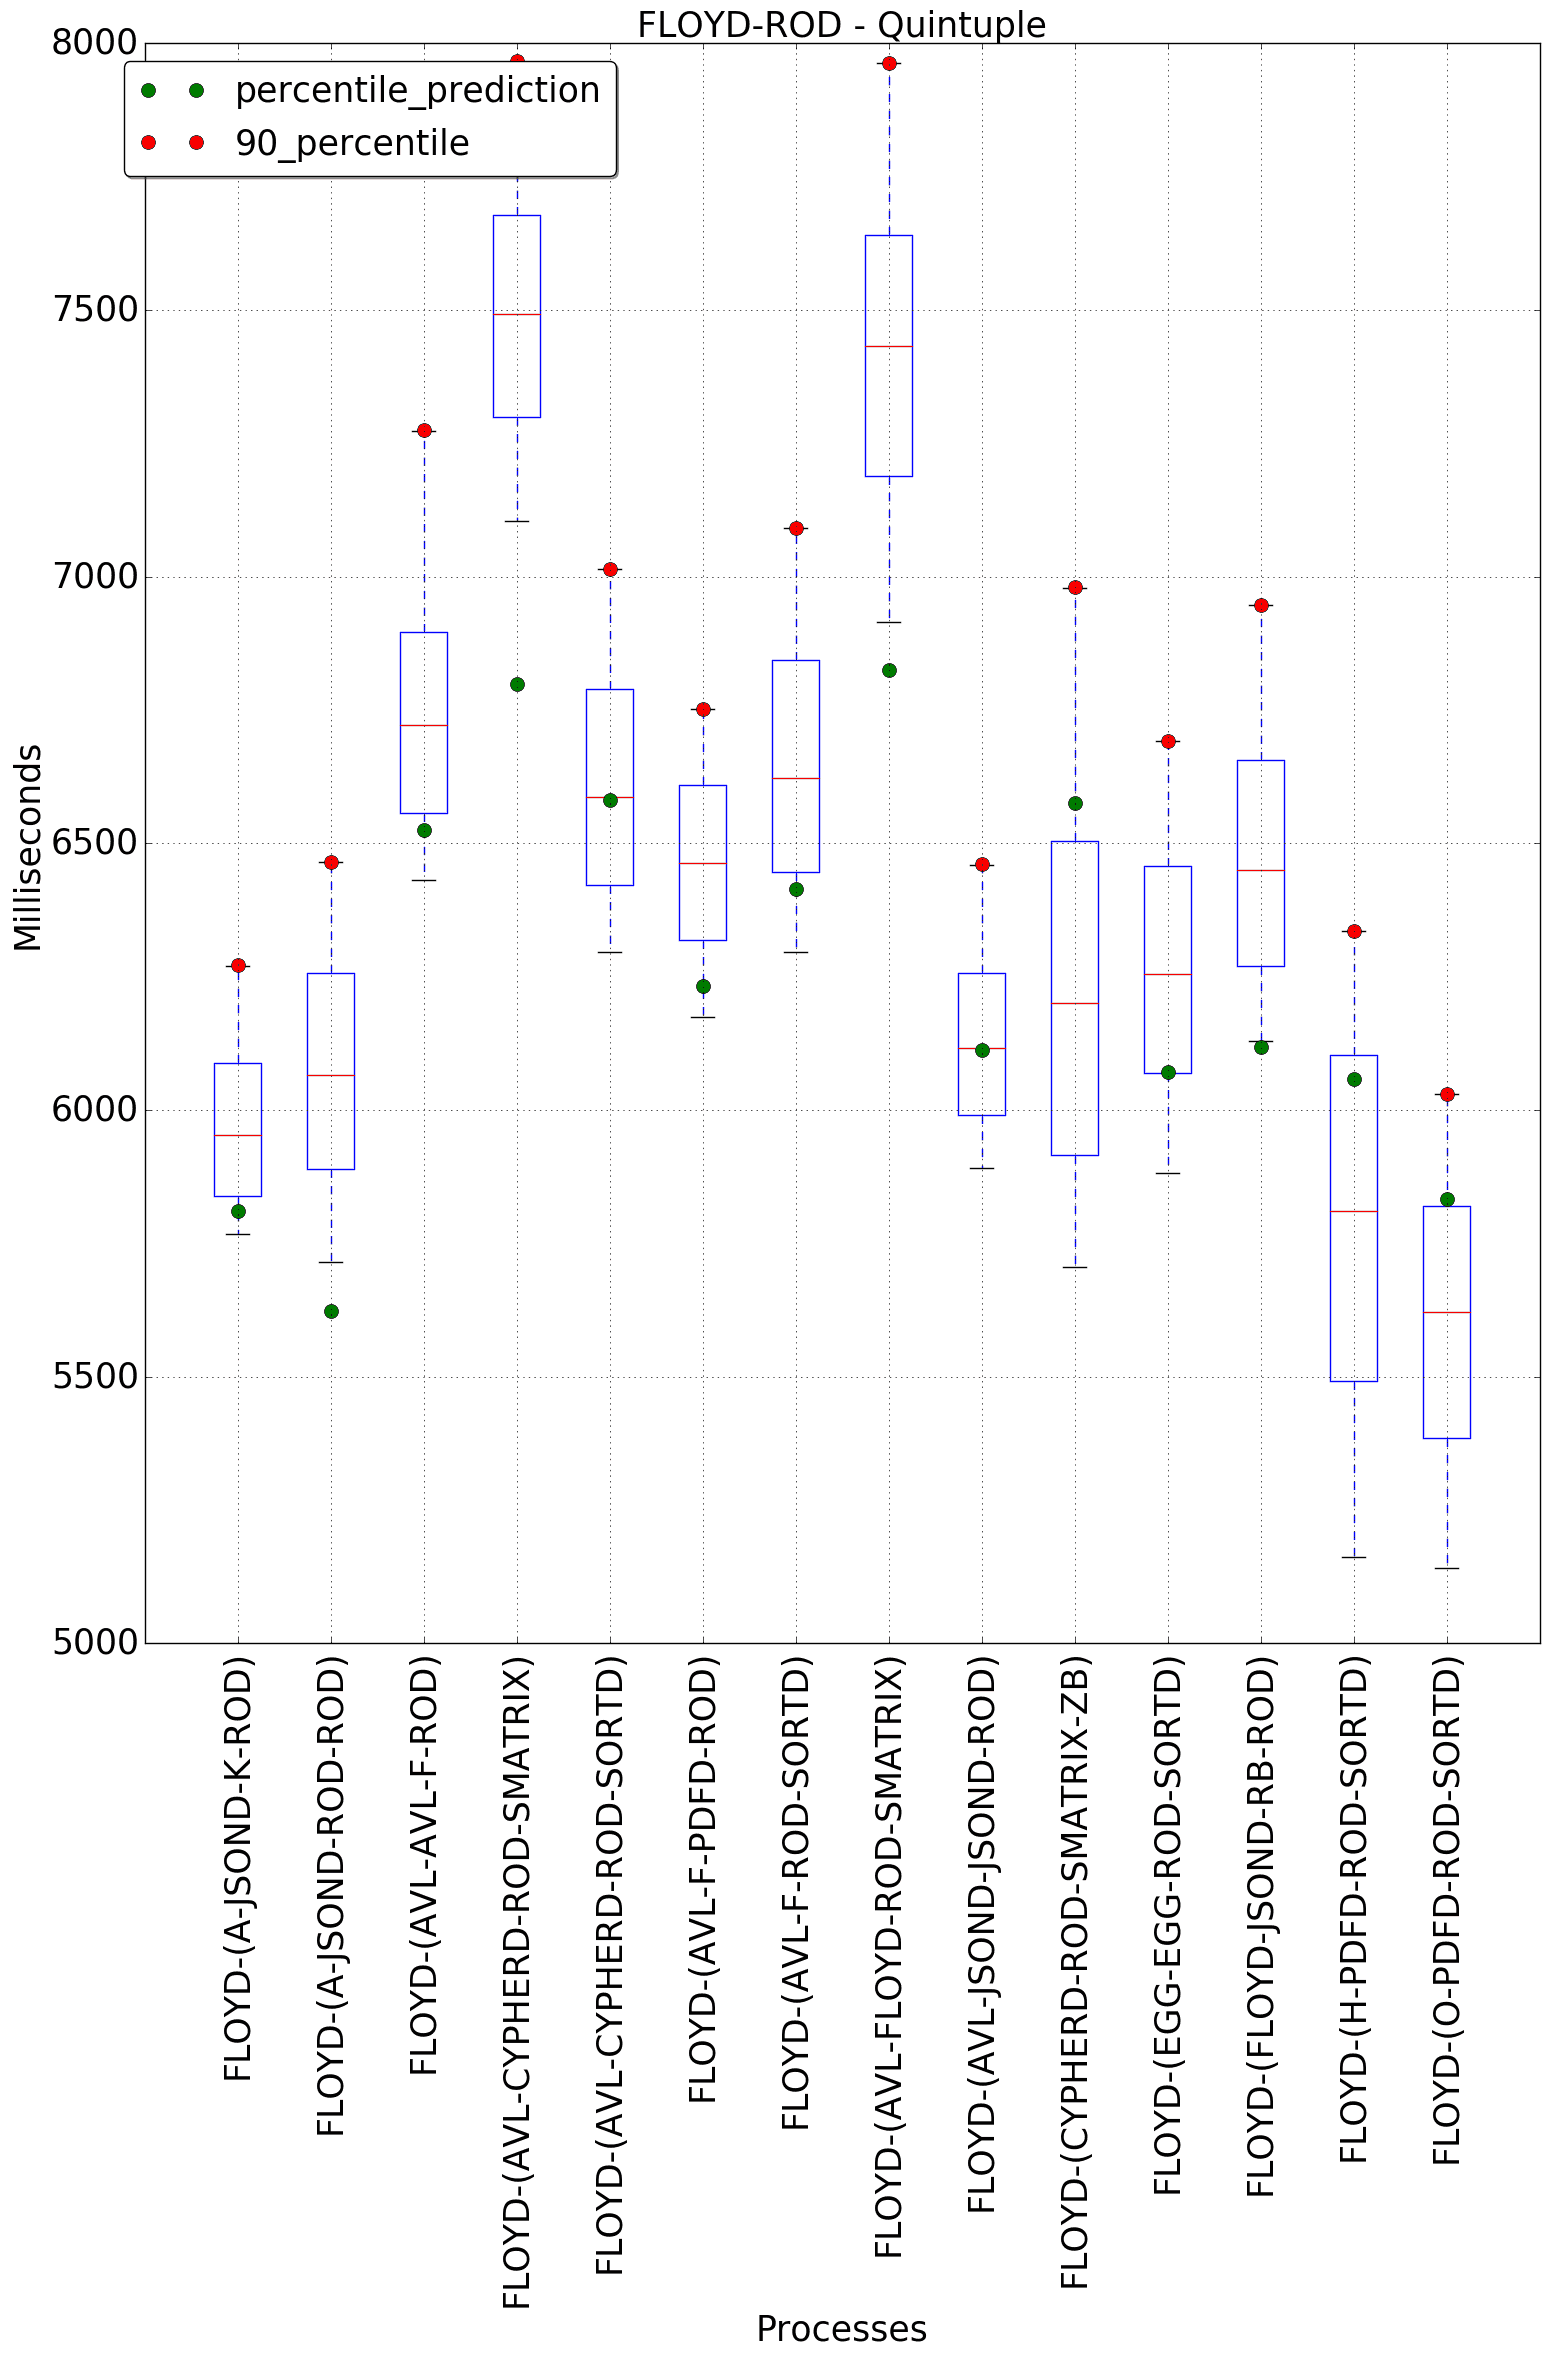 FLOYD-ROD - Quintuple
percentile_prediction
90_percentile
8000
7500
7000
6500
6000
5500
5000
Milliseconds
FLOYD-(A-JSOND-K-ROD)
FLOYD-(A-JSOND-ROD-ROD)
FLOYD-(AVL-AVL-F-ROD)
FLOYD-(AVL-CYPHERD-ROD-SMATRIX)
FLOYD-(AVL-CYPHERD-ROD-SORTD)
FLOYD-(AVL-F-PDFD-ROD)
FLOYD-(AVL-F-ROD-SORTD)
FLOYD-(AVL-FLOYD-ROD-SMATRIX)
FLOYD-(AVL-JSOND-JSOND-ROD)
FLOYD-(CYPHERD-ROD-SMATRIX-ZB)
FLOYD-(EGG-EGG-ROD-SORTD)
FLOYD-(FLOYD-JSOND-RB-ROD)
FLOYD-(H-PDFD-ROD-SORTD)
FLOYD-(O-PDFD-ROD-SORTD)
Processes